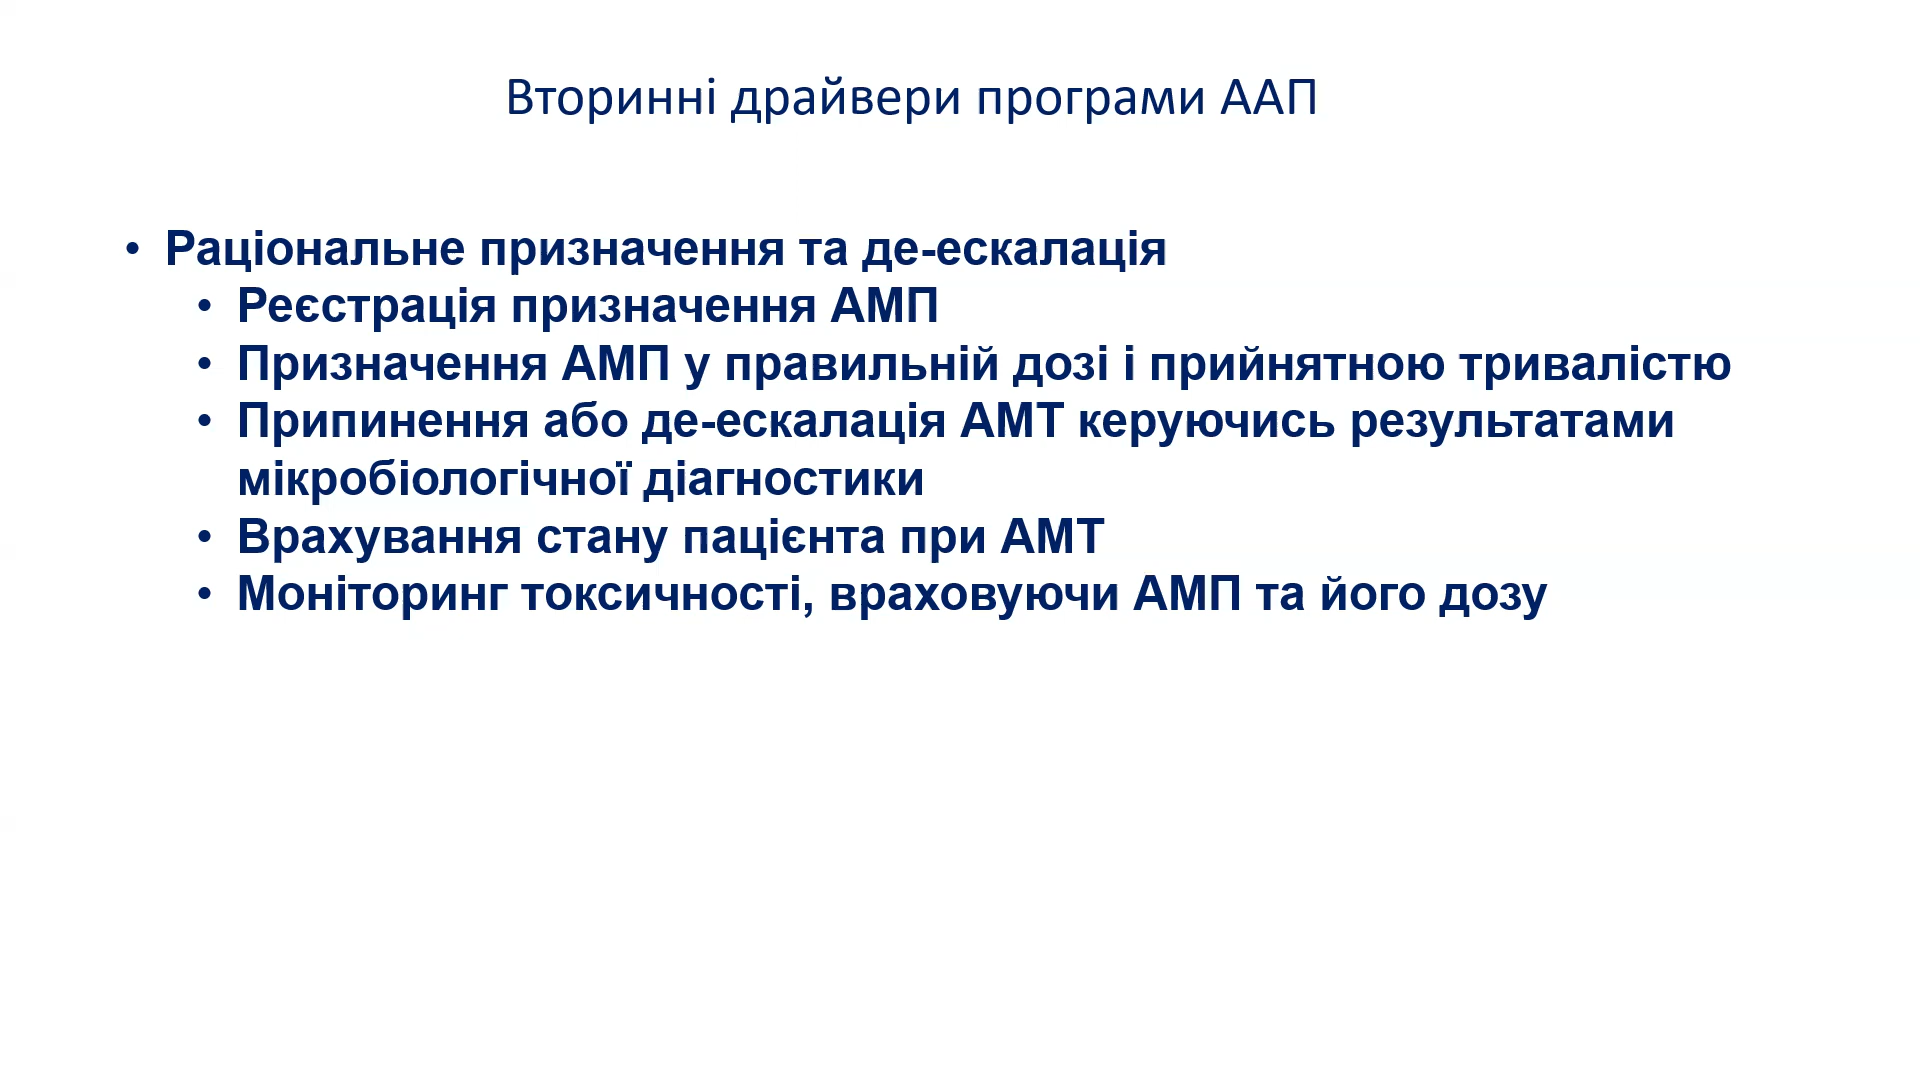 Вторинні драйвери програми ААП
• Раціональне призначення та де-ескалація
• Реєстрація призначення АМП
• Призначення АМП у правильній дозі і прийнятною тривалістю
• Припинення або де-ескалація АМТ керуючись результатами
мікробіологічної діагностики
• Врахування стану пацієнта при АМТ
• Моніторинг токсичності, враховуючи АМП та його дозу